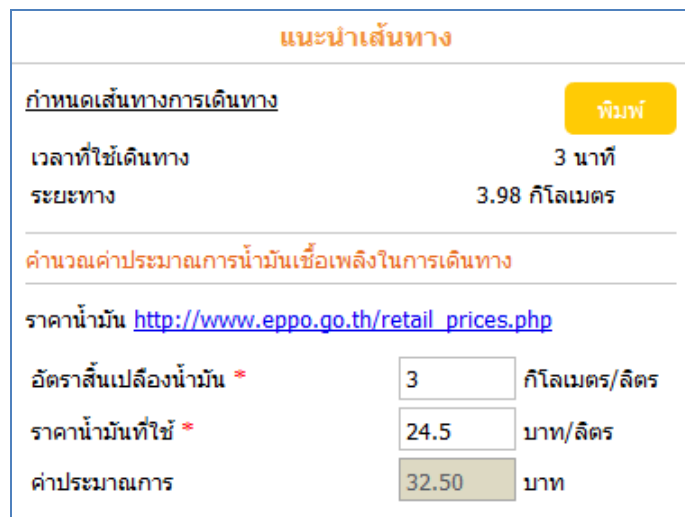 แนะนำเส้นทาง
กำหนดเส้นทางการเดินทาง
พิมพ์
เวลาที่ใช้เดินทาง 3 นาที
ระยะทาง 3.98 กิโลเมตร
คำนวณค่าประมาณการน้ำมันเชื้อเพลิงในการเดินทาง
ราคาน้ำมัน http://www.eppo.go.th/retail_prices.php
อัตราสิ้นเปลืองน้ำมัน * 3 กิโลเมตร/ลิตร
ราคาน้ำมันที่ใช้ * 24.5 บาท/ลิตร
ค่าประมาณการ 32.50 บาท